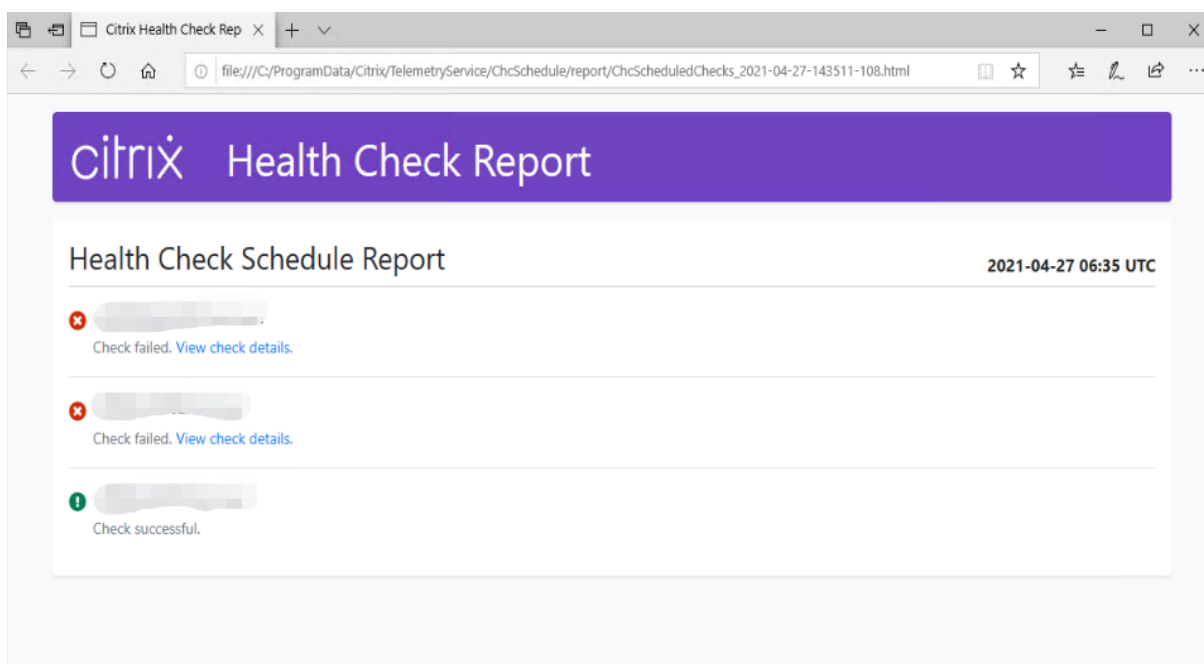 Citrix Health Check Rep
file:///C:/ProgramData/Citrix/TelemetryService/ChcSchedule/report/ChcScheduledChecks_2021-04-27-143511-108.html
citrix Health Check Report
Health Check Schedule Report
2021-04-27 06:35 UTC
Check failed. View check details.
Check failed. View check details.
Check successful.